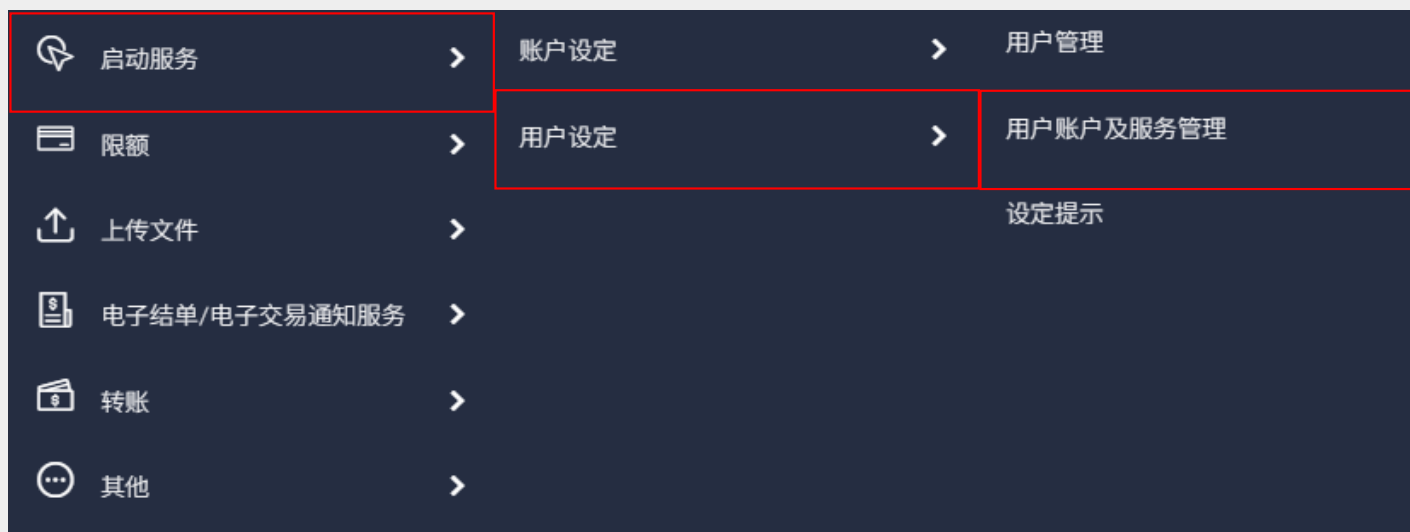 启动服务
限额
上传文件
电子结单/电子交易通知服务
转账
其他
账户设定
用户设定
用户管理
用户账户及服务管理
设定提示